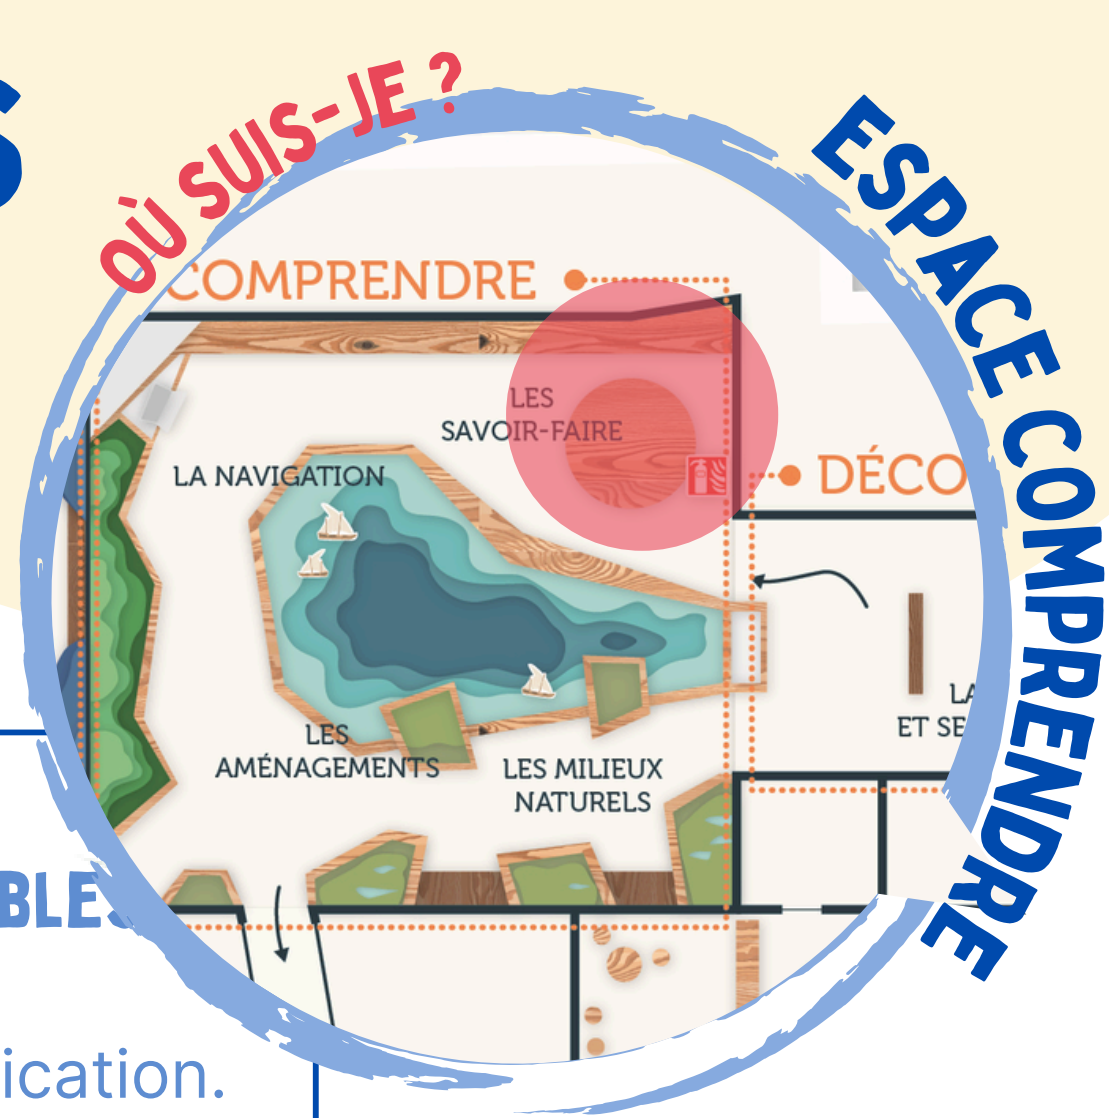 OÙ SUIS-JE ?
ESPACE COMPRENDRE
COMPRENDRE
LES
SAVOIR-FAIRE
LA NAVIGATION
DÉCO
LA
ET SE
LES
AMÉNAGEMENTS
LES MILIEUX
NATURELS
BLES
ication.